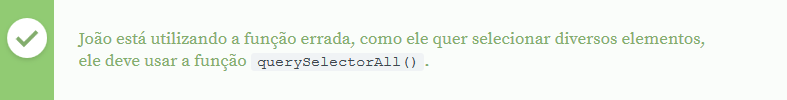 João está utilizando a função errada, como ele quer selecionar diversos elementos,
ele deve usar a função querySelectorAll().